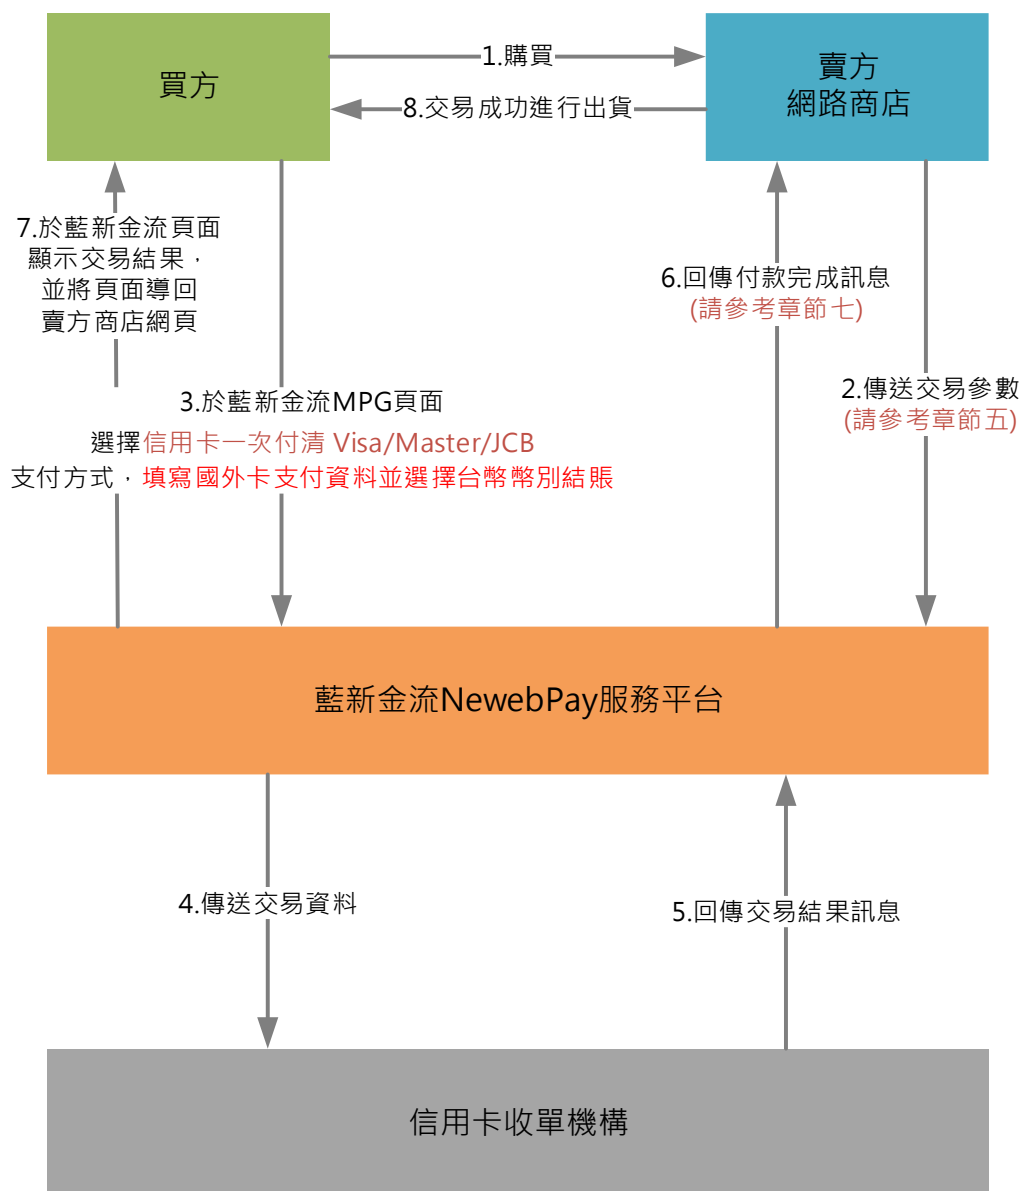 買方
1.購買
賣方
網路商店
8.交易成功進行出貨
7.於藍新金流頁面
顯示交易結果，
並將頁面導回
賣方商店網頁
6.回傳付款完成訊息
(請參考章節七)
3.於藍新金流MPG頁面
選擇信用卡一次付清 Visa/Master/JCB
支付方式，填寫國外卡支付資料並選擇台幣幣別結賬
2.傳送交易參數
(請參考章節五)
藍新金流NewebPay服務平台
4.傳送交易資料
5.回傳交易結果訊息
信用卡收單機構